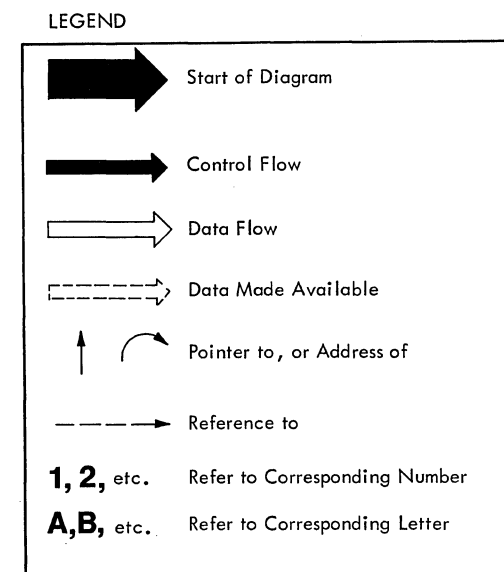 LEGEND
Start of Diagram
Control Flow
Data Flow
Data Made Available
Pointer to, or Address of
Reference to
1, 2, etc. Refer to Corresponding Number
A,B, etc. Refer to Corresponding Letter